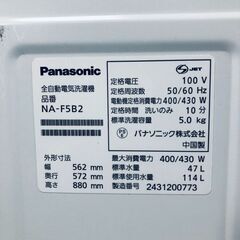 Panasonic
全自動電気洗濯機
品番
NA-F5B2
外形寸法
幅 562 mm
奥行 572 mm
高さ 880 mm
JET
定格電圧 100 V
定格周波数 50/60 Hz
電動機定格消費電力 400/430 W
定格時間 洗いのみ 10 分
標準洗濯容量 5.0 kg
パナソニック株式会社
中国製
最大消費電力 400/430 W
標準水量 47 L
標準使用水量 114 L
製造番号 2431200773